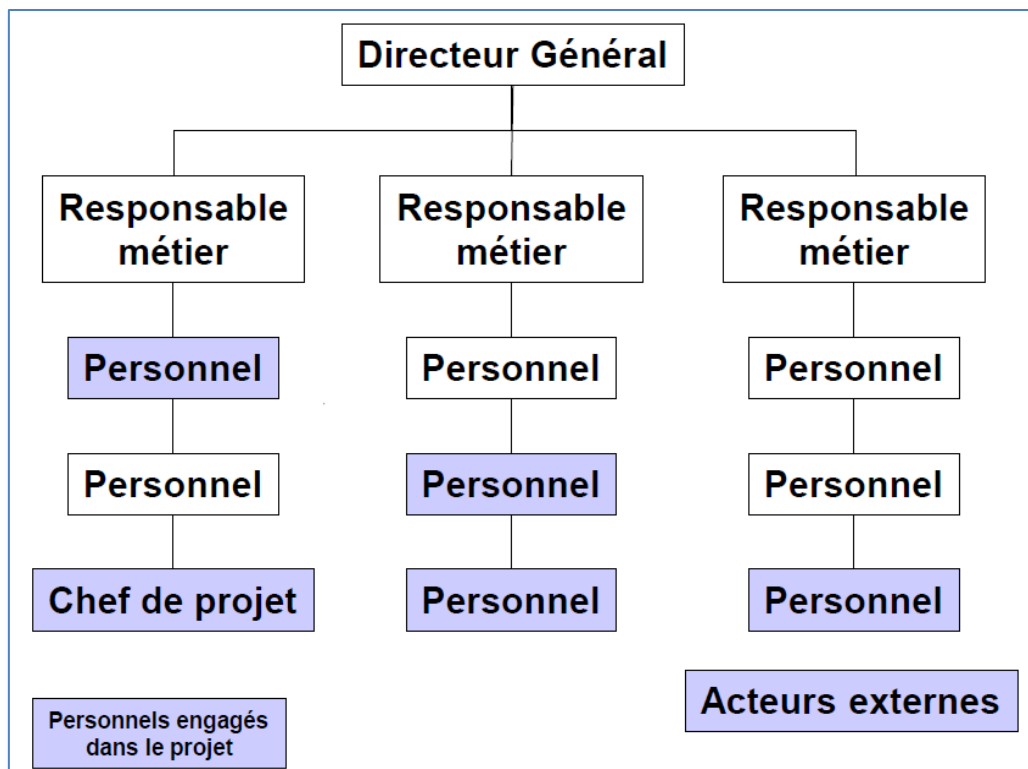 Directeur Général
Responsable
métier
Responsable
métier
Responsable
métier
Personnel
Personnel
Personnel
Personnel
Personnel
Personnel
Chef de projet
Personnel
Personnel
Acteurs externes
Personnels engagés
dans le projet